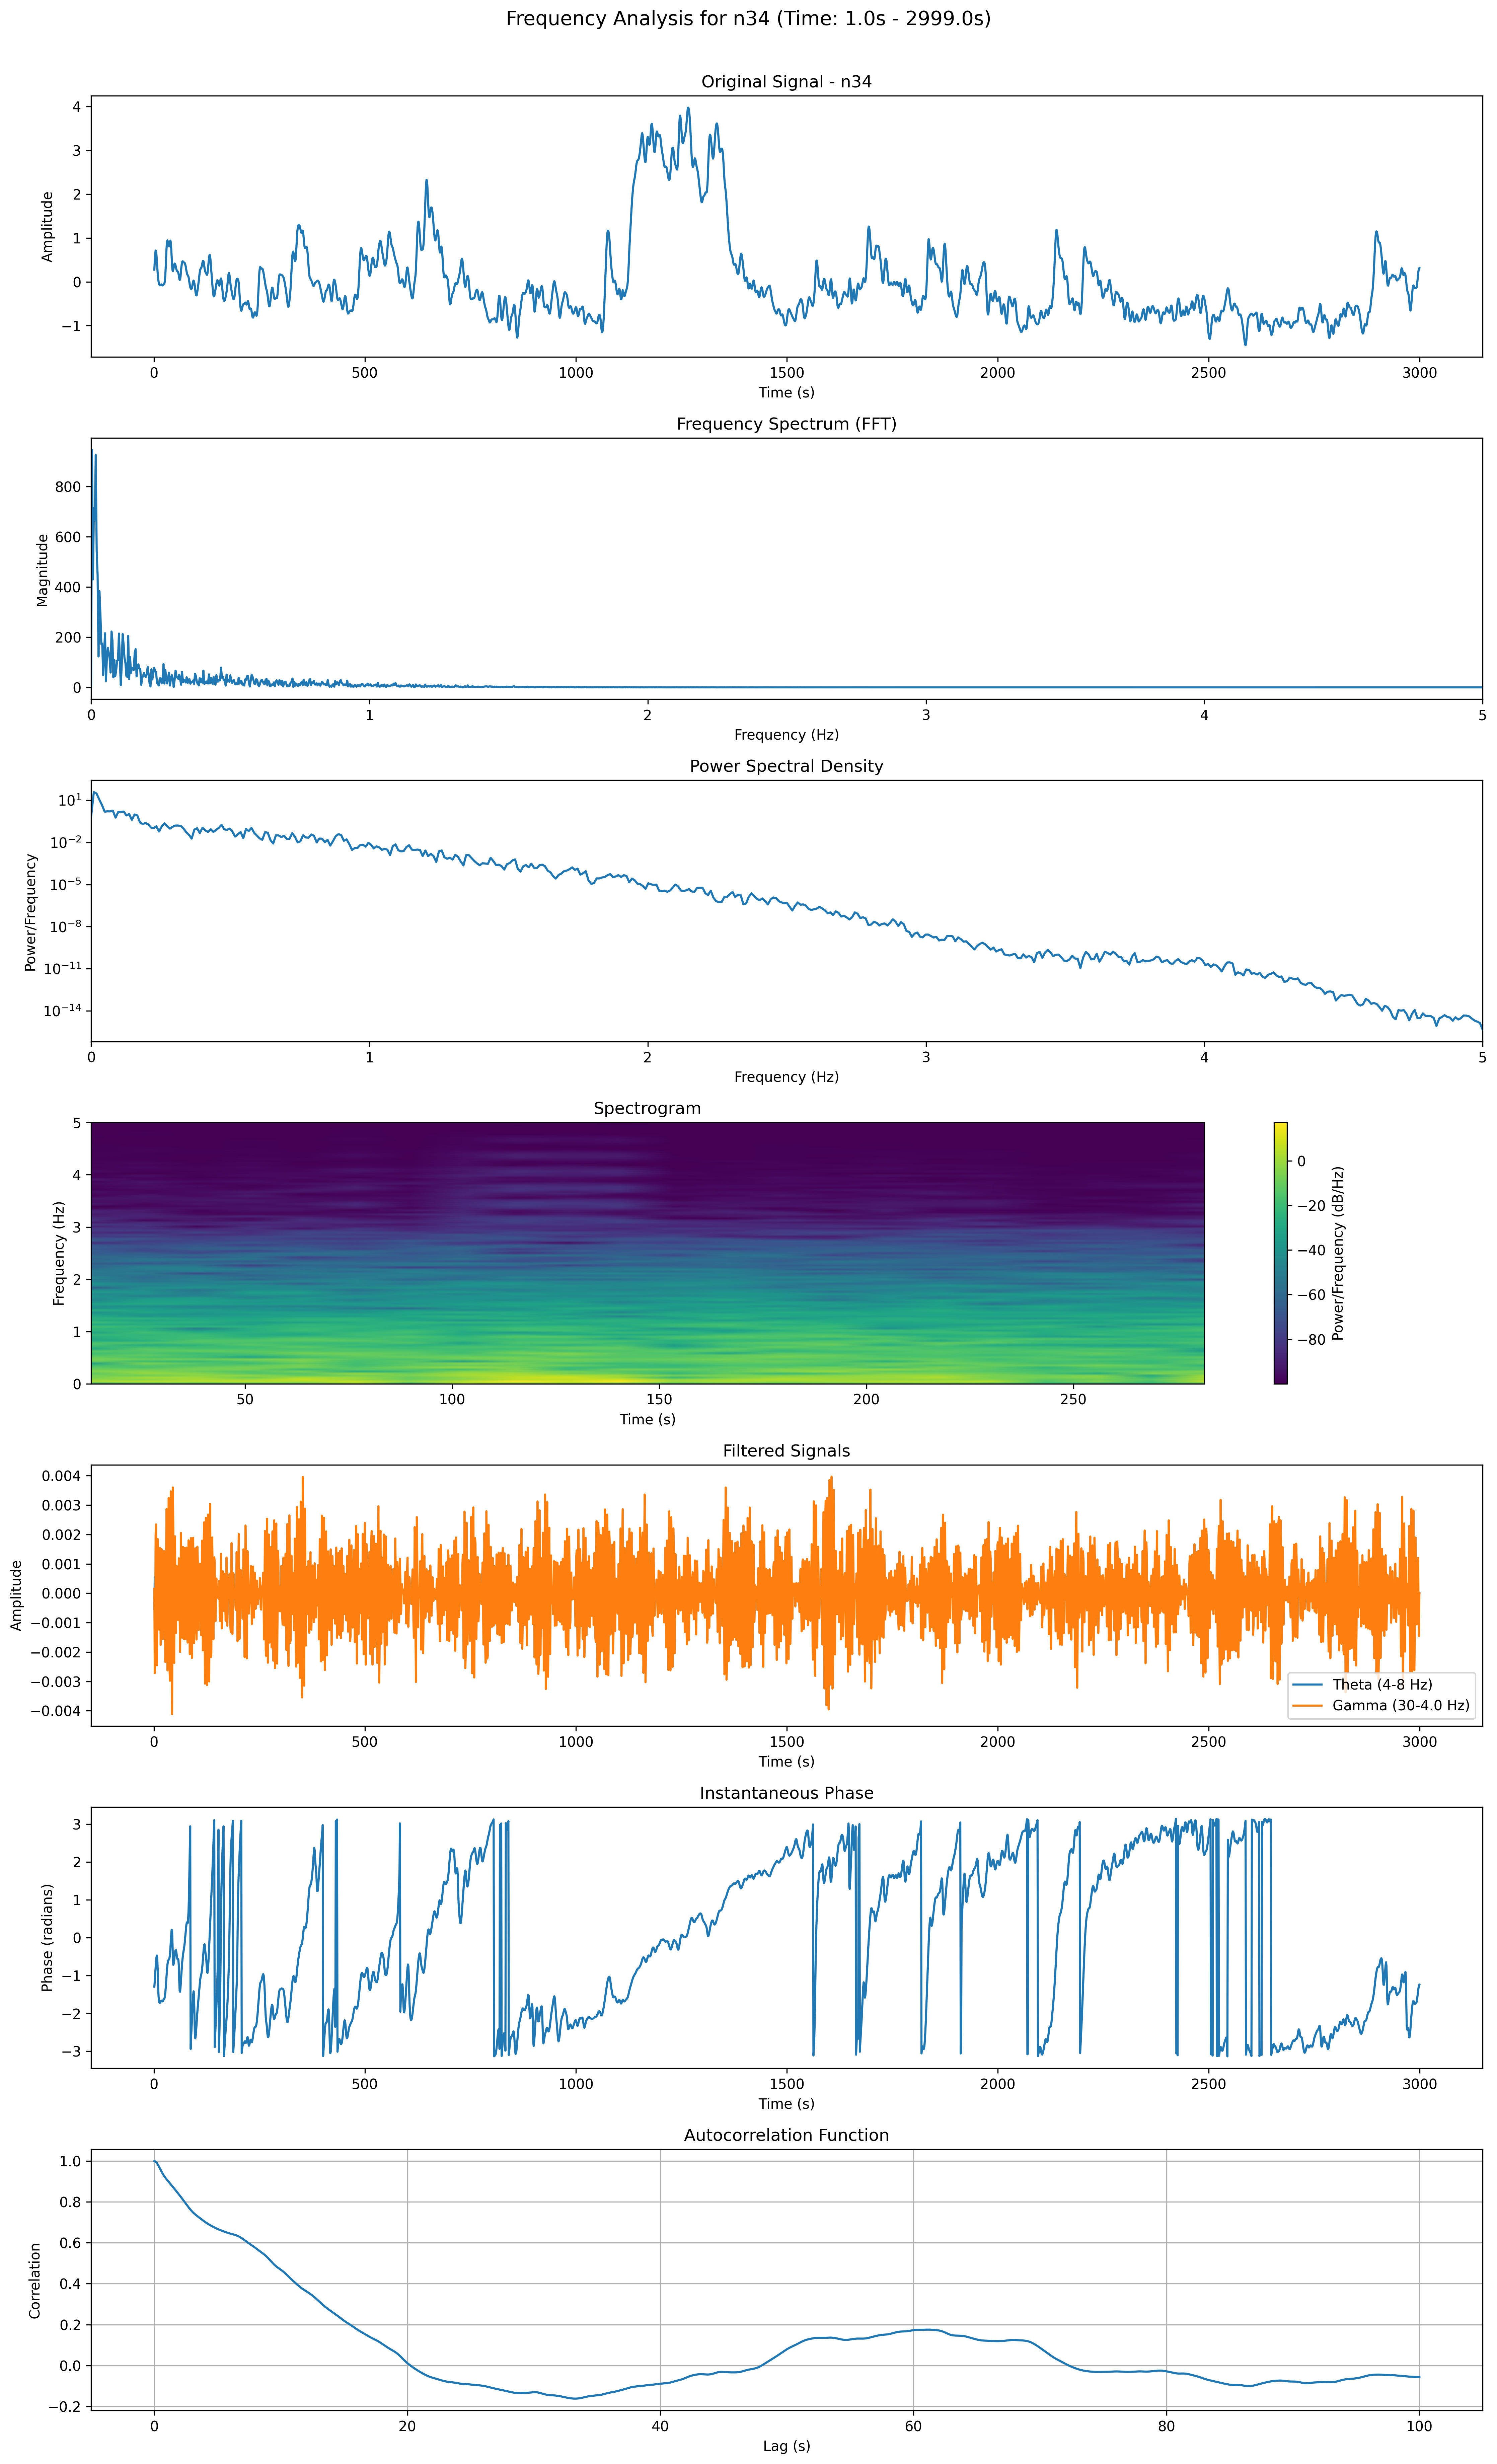 Frequency Analysis for n34 (Time: 1.0s - 2999.0s)
Original Signal - n34
4
3
2
1
0
−1
Amplitude
0 500 1000 1500 2000 2500 3000
Time (s)
Frequency Spectrum (FFT)
800
600
400
200
0
Magnitude
0 1 2 3 4 5
Frequency (Hz)
Power Spectral Density
10¹
10⁻²
10⁻⁵
10⁻⁸
10⁻¹¹
10⁻¹⁴
Power/Frequency
0 1 2 3 4 5
Frequency (Hz)
Spectrogram
5
4
3
2
1
0
Frequency (Hz)
50 100 150 200 250
Time (s)
0
−20
−40
−60
−80
Power/Frequency (dB/Hz)
Filtered Signals
0.004
0.003
0.002
0.001
0.000
−0.001
−0.002
−0.003
−0.004
Amplitude
Theta (4-8 Hz)
Gamma (30-4.0 Hz)
0 500 1000 1500 2000 2500 3000
Time (s)
Instantaneous Phase
3
2
1
0
−1
−2
−3
Phase (radians)
0 500 1000 1500 2000 2500 3000
Time (s)
Autocorrelation Function
1.0
0.8
0.6
0.4
0.2
0.0
−0.2
Correlation
0 20 40 60 80 100
Lag (s)